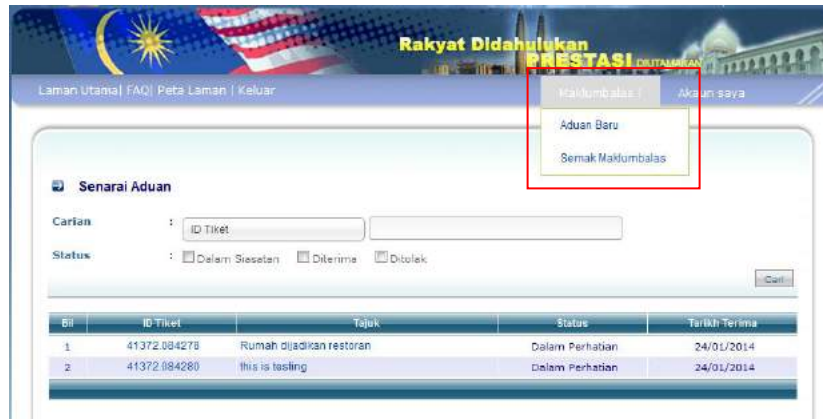 Rakyat Didahulukan
PRESTASI DIUTAMAKAN
Laman Utama| FAQ| Peta Laman | Keluar
Maklumbalas | Akaun saya
Aduan Baru
Semak Maklumbalas
Senarai Aduan
Carian : ID Tiket
Status : Dalam Siasatan Diterima Ditolak
Cari
Bil ID Tiket Tajuk Status Tarikh Terima
1 41372.084278 Rumah dijadikan restoran Dalam Perhatian 24/01/2014
2 41372.084280 this is testing Dalam Perhatian 24/01/2014